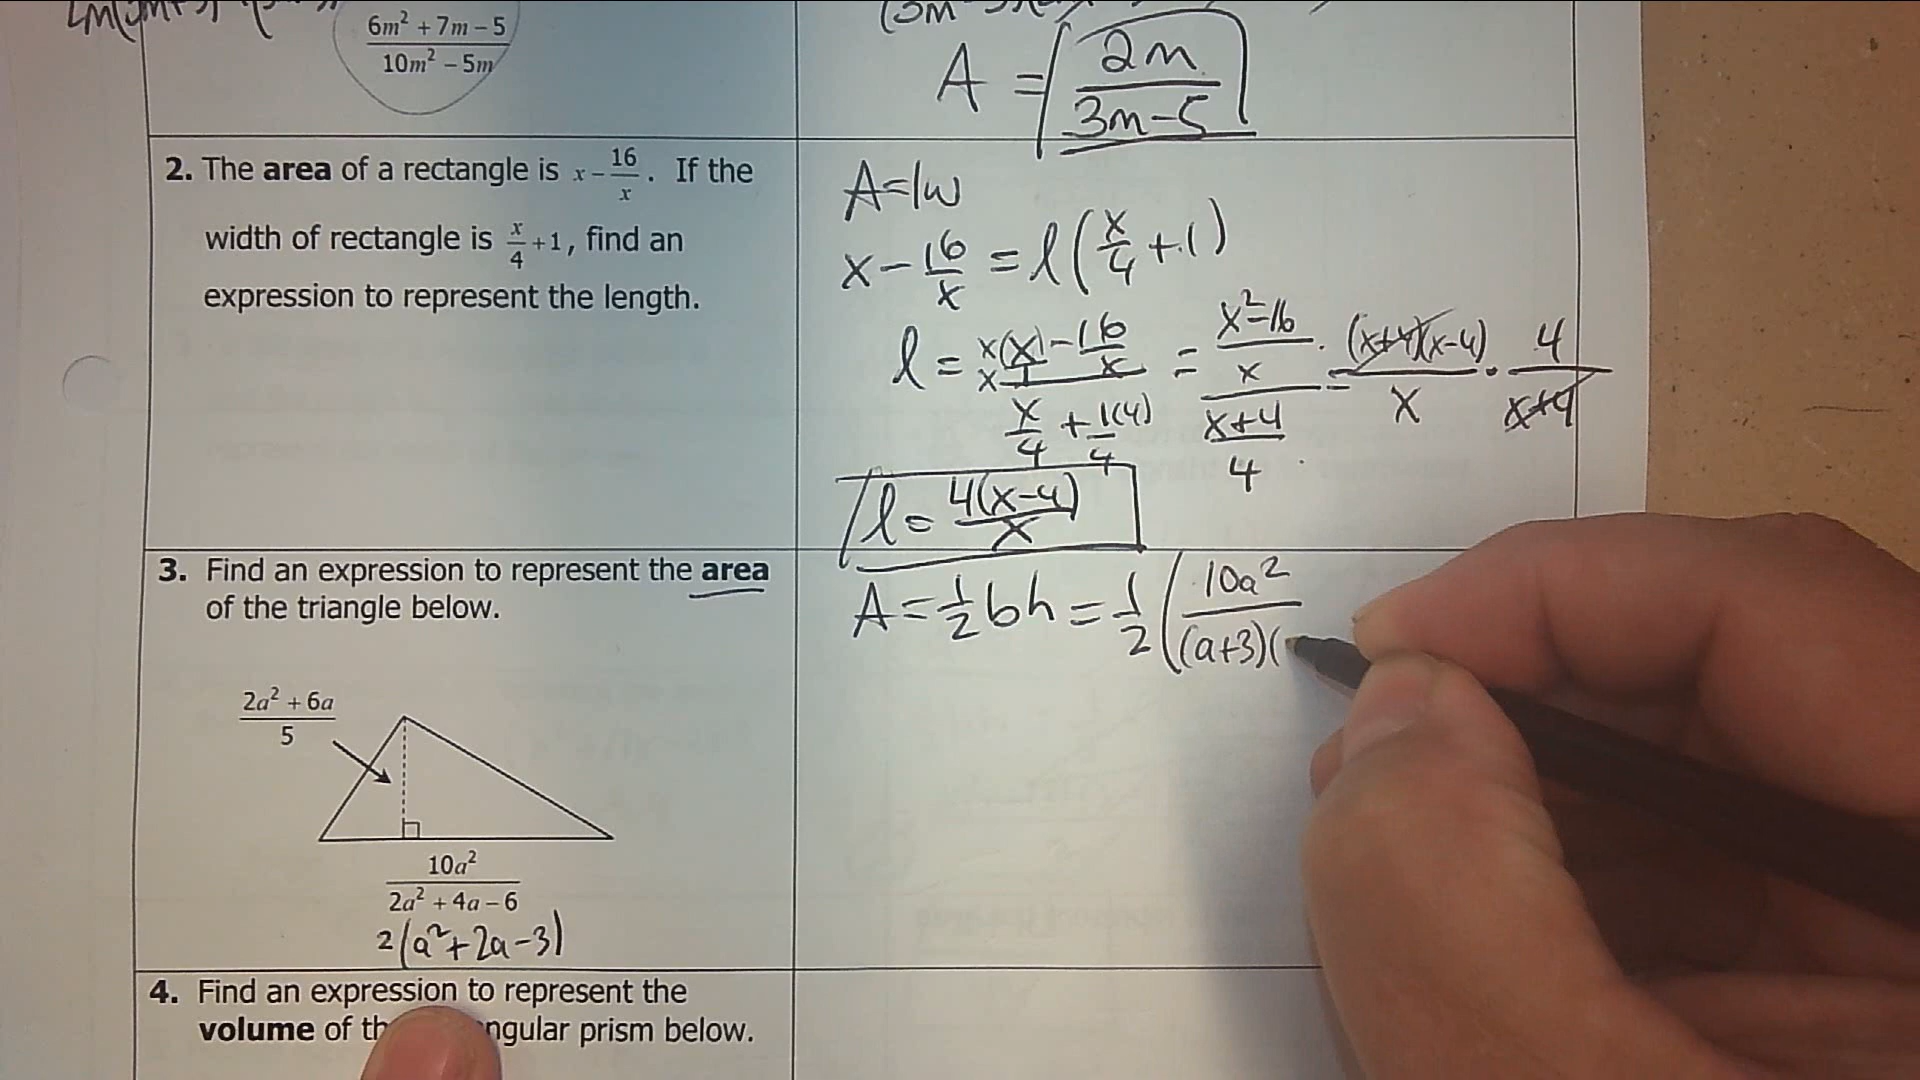 6m² + 7m – 5
10m² – 5m
A = 2m / 3m-5
2. The area of a rectangle is x – 16/x . If the
width of rectangle is x/4 + 1, find an
expression to represent the length.
A=lw
x - 16/x = l(x/4 + 1)
l = x(x)/x 1 - 16/x / x/4 + 1(4)/4 = x²-16 / x / x+4 / 4 = (x+4)(x-4) / x · 4 / x+4
l = 4(x-4) / x
3. Find an expression to represent the area
of the triangle below.
2a² + 6a
5
10a²
2a² + 4a – 6
2(a²+2a-3)
A = 1/2 bh = 1/2 (10a² / (a+3)(
4. Find an expression to represent the
volume of th ngular prism below.